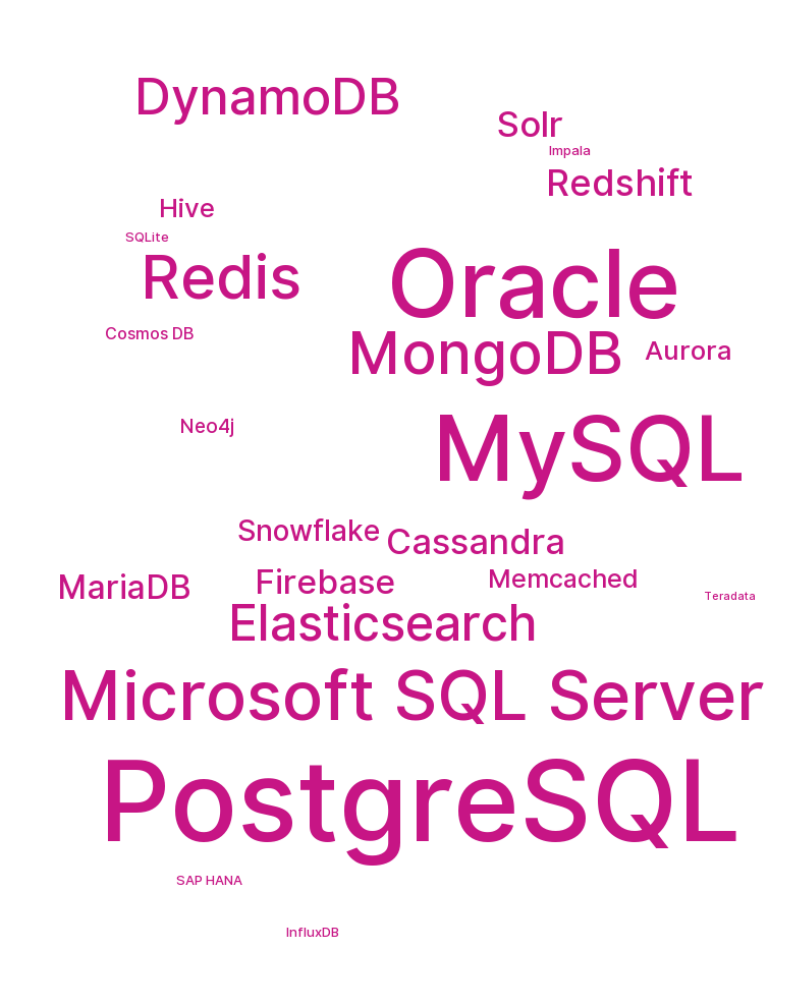 DynamoDB
Solr
Impala
Redshift
Hive
SQLite
Redis
Oracle
Cosmos DB
MongoDB
Aurora
Neo4j
MySQL
Snowflake
Cassandra
MariaDB
Firebase
Memcached
Teradata
Elasticsearch
Microsoft SQL Server
PostgreSQL
SAP HANA
InfluxDB